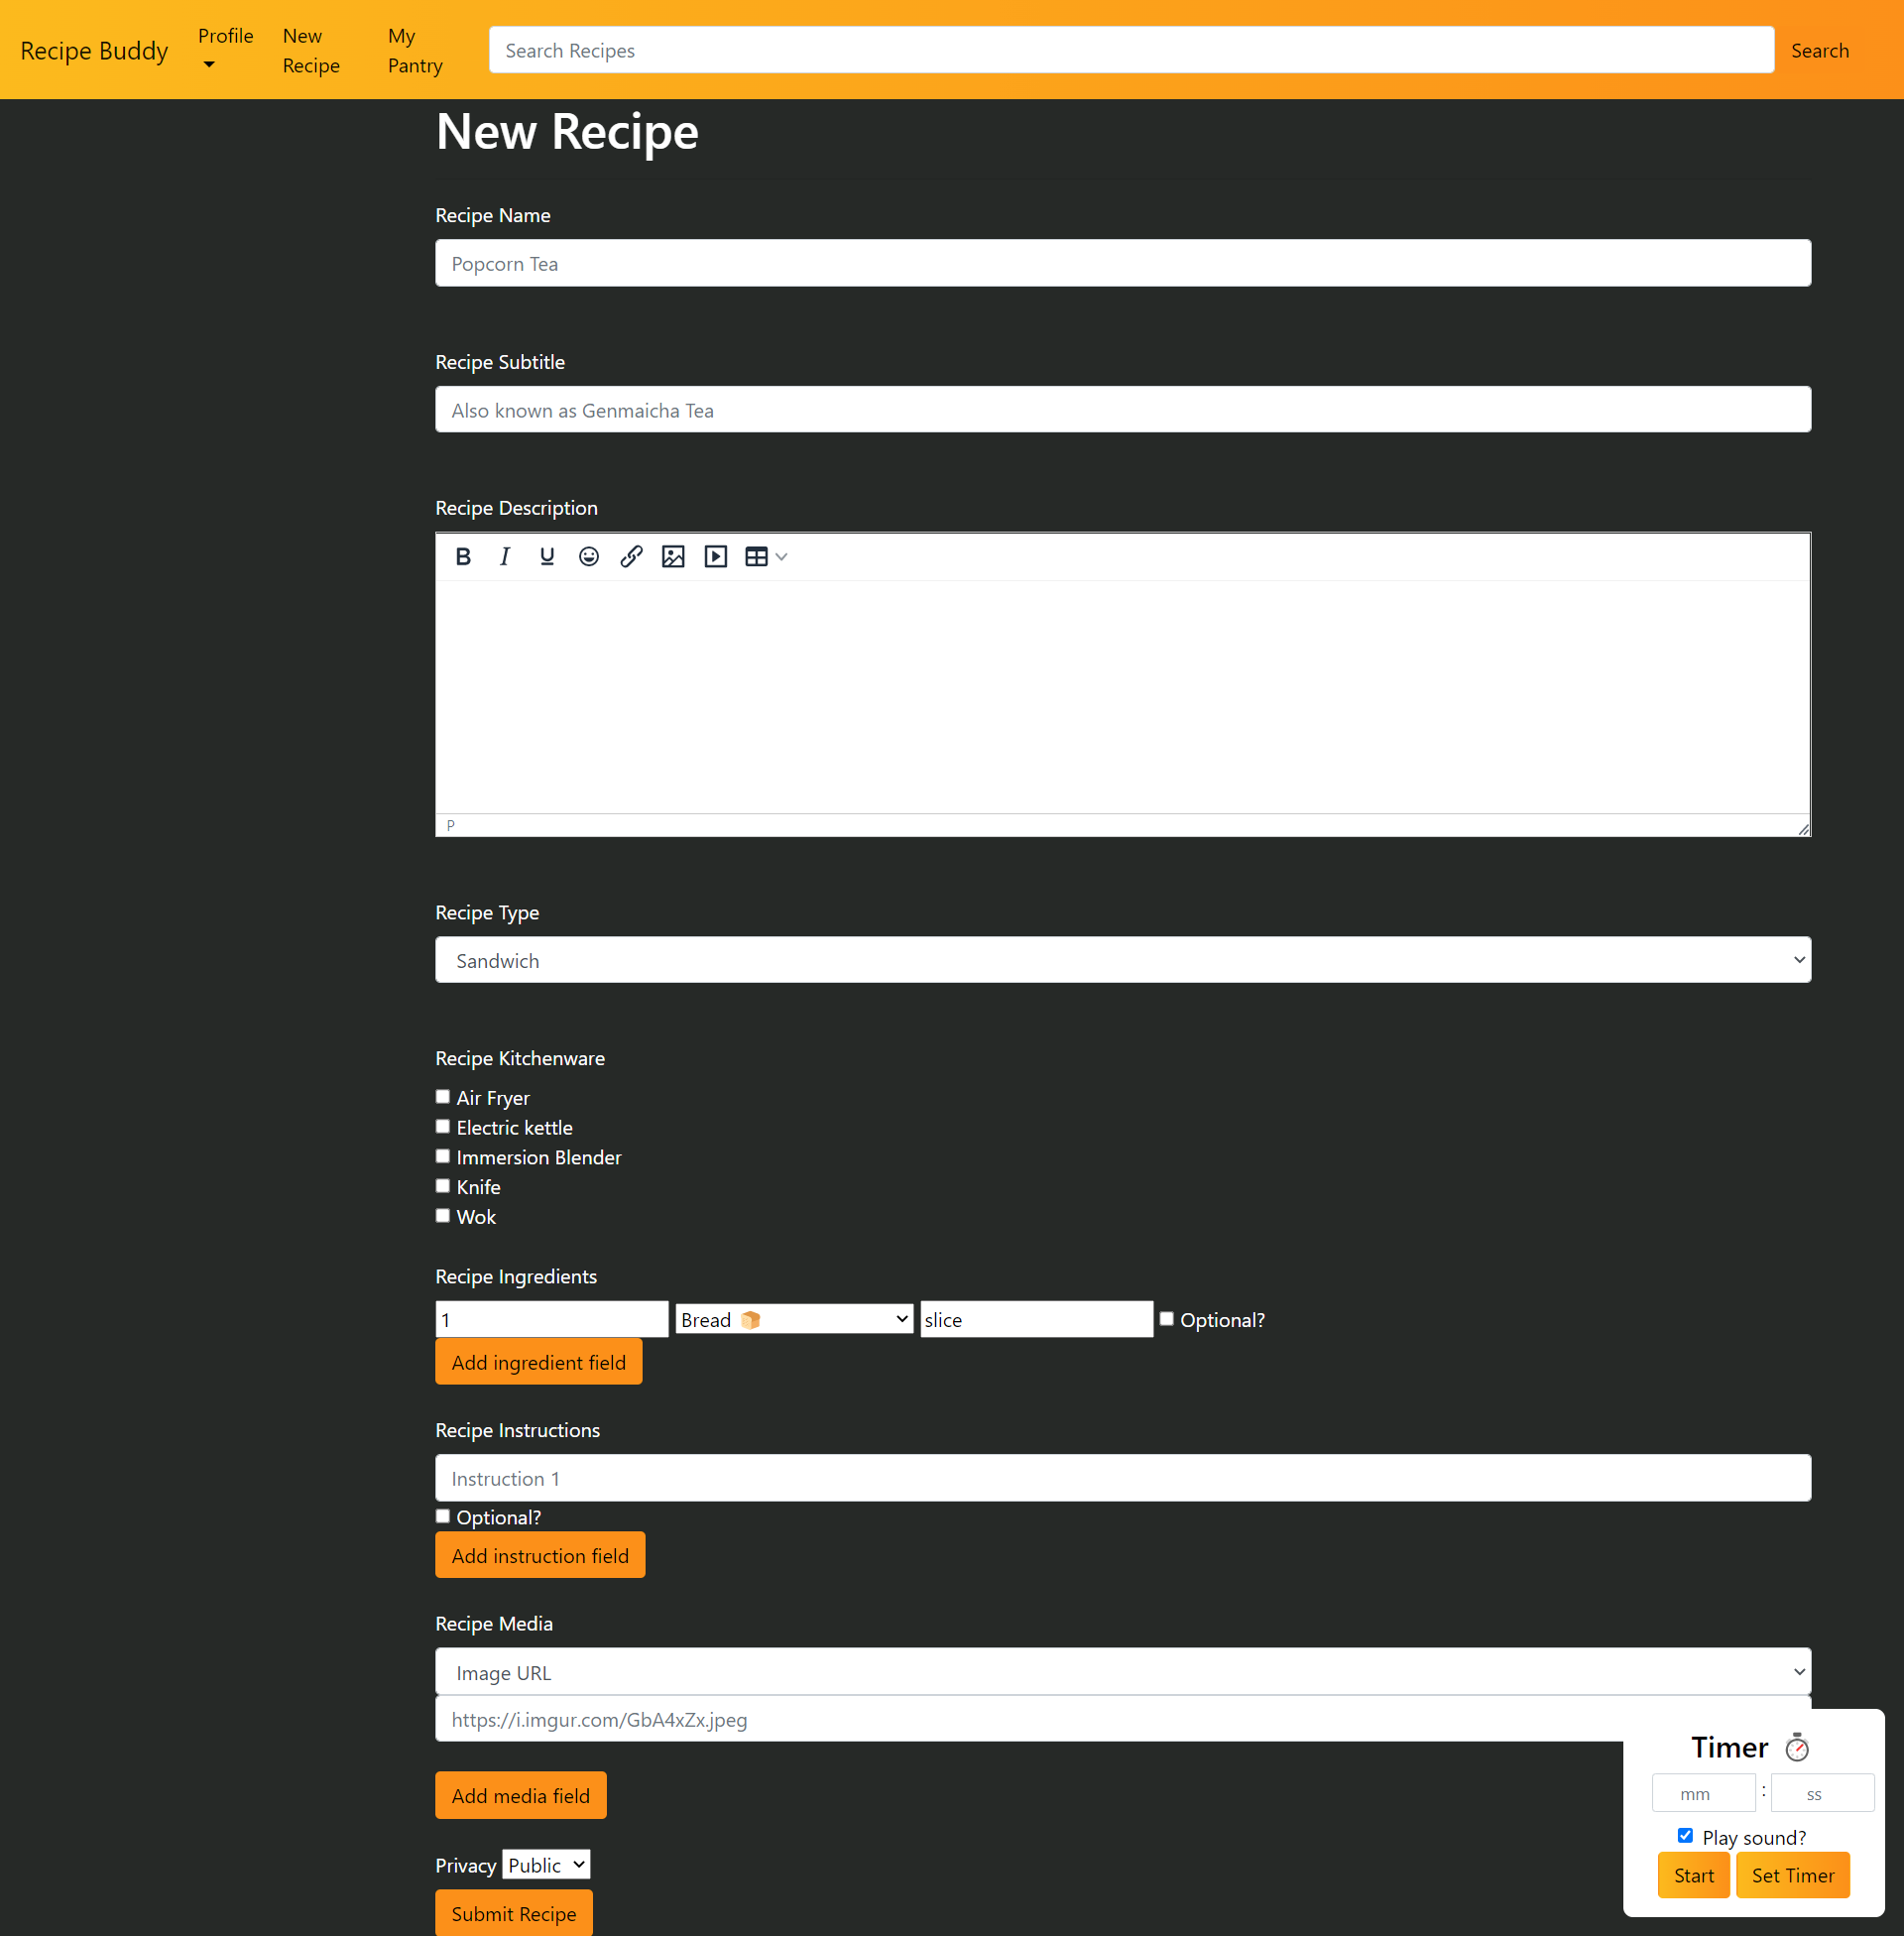 Recipe Buddy
Profile
New
Recipe
My
Pantry
Search Recipes
Search
New Recipe
Recipe Name
Popcorn Tea
Recipe Subtitle
Also known as Genmaicha Tea
Recipe Description
B I U
P
Recipe Type
Sandwich
Recipe Kitchenware
Air Fryer
Electric kettle
Immersion Blender
Knife
Wok
Recipe Ingredients
1 Bread 🍞 slice Optional?
Add ingredient field
Recipe Instructions
Instruction 1
Optional?
Add instruction field
Recipe Media
Image URL
https://i.imgur.com/GbA4xZx.jpeg
Add media field
Privacy Public
Submit Recipe
Timer ⏱
mm : ss
Play sound?
Start Set Timer